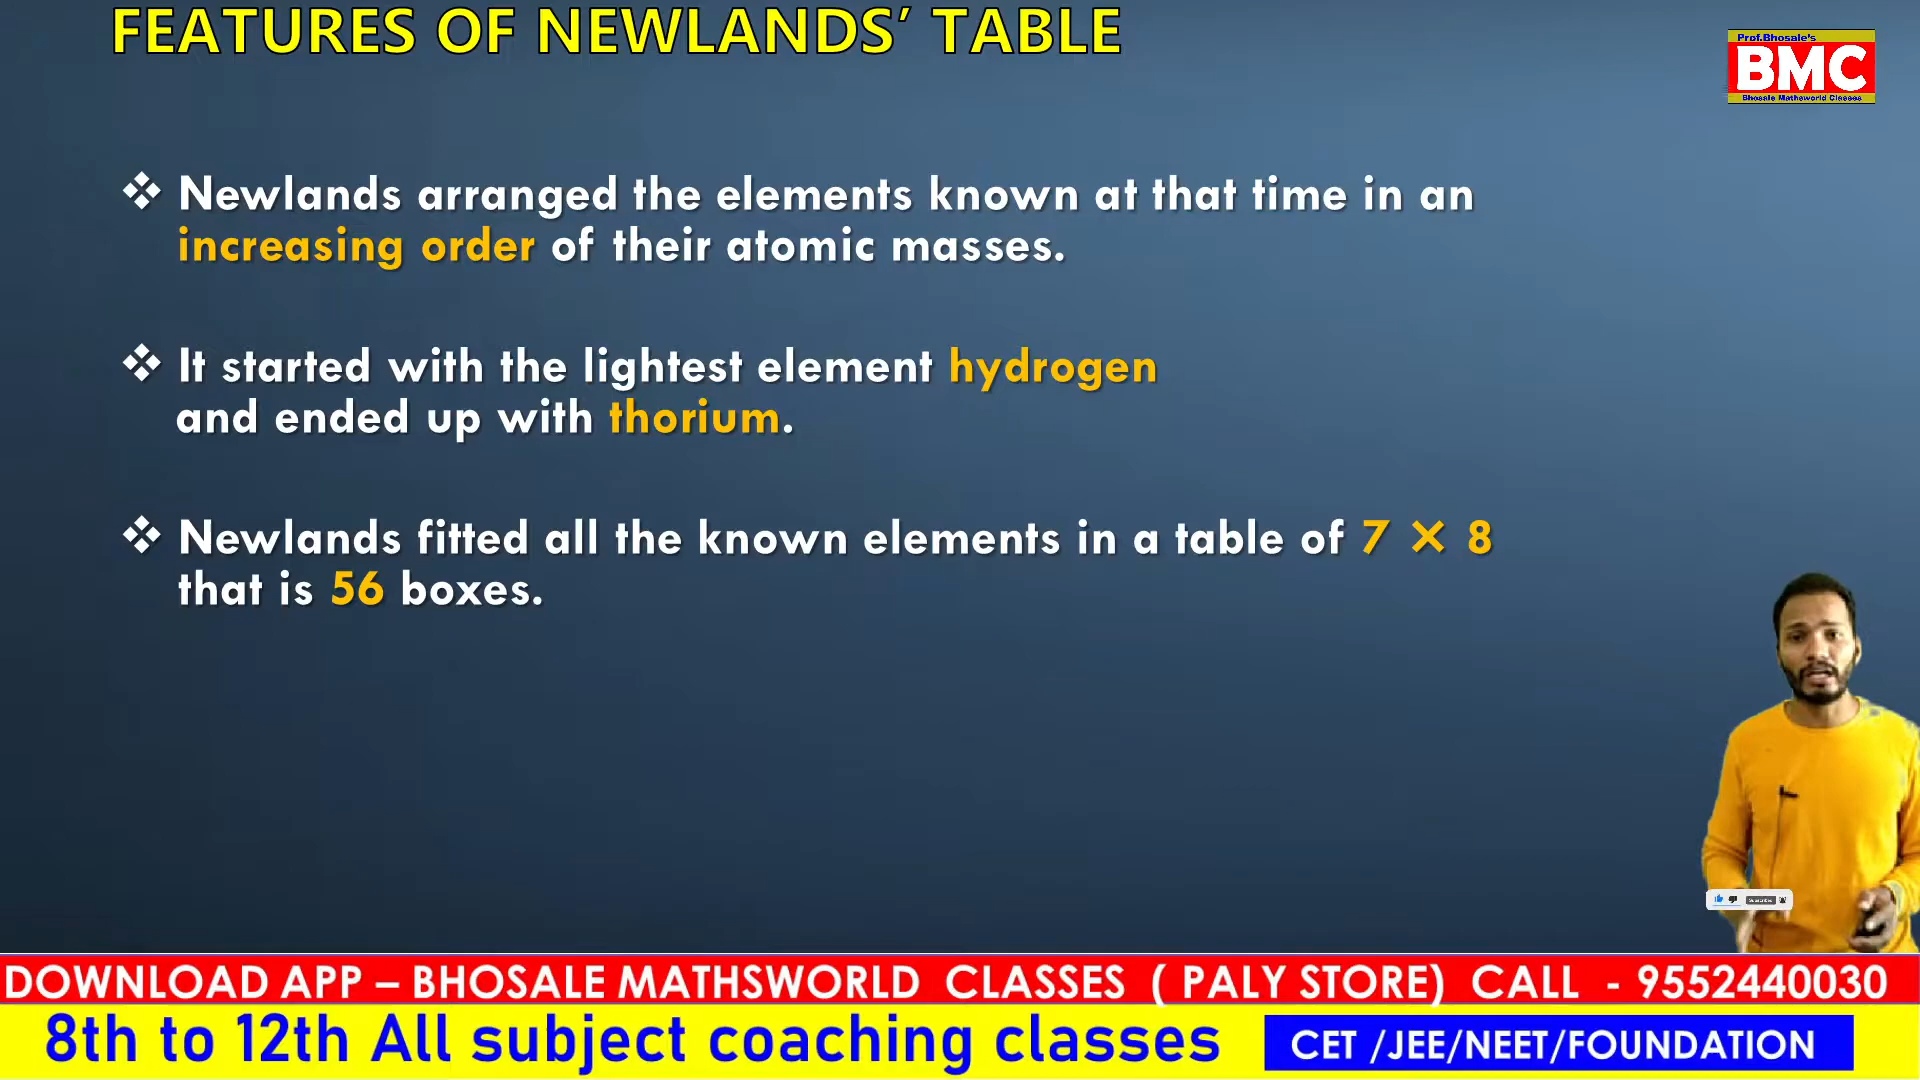 FEATURES OF NEWLANDS’ TABLE
Prof.Bhosale's
BMC
Bhosale Mathsworld Classes
❖ Newlands arranged the elements known at that time in an
increasing order of their atomic masses.
❖ It started with the lightest element hydrogen
and ended up with thorium.
❖ Newlands fitted all the known elements in a table of 7 × 8
that is 56 boxes.
DOWNLOAD APP – BHOSALE MATHSWORLD CLASSES ( PALY STORE) CALL - 9552440030
8th to 12th All subject coaching classes
CET /JEE/NEET/FOUNDATION